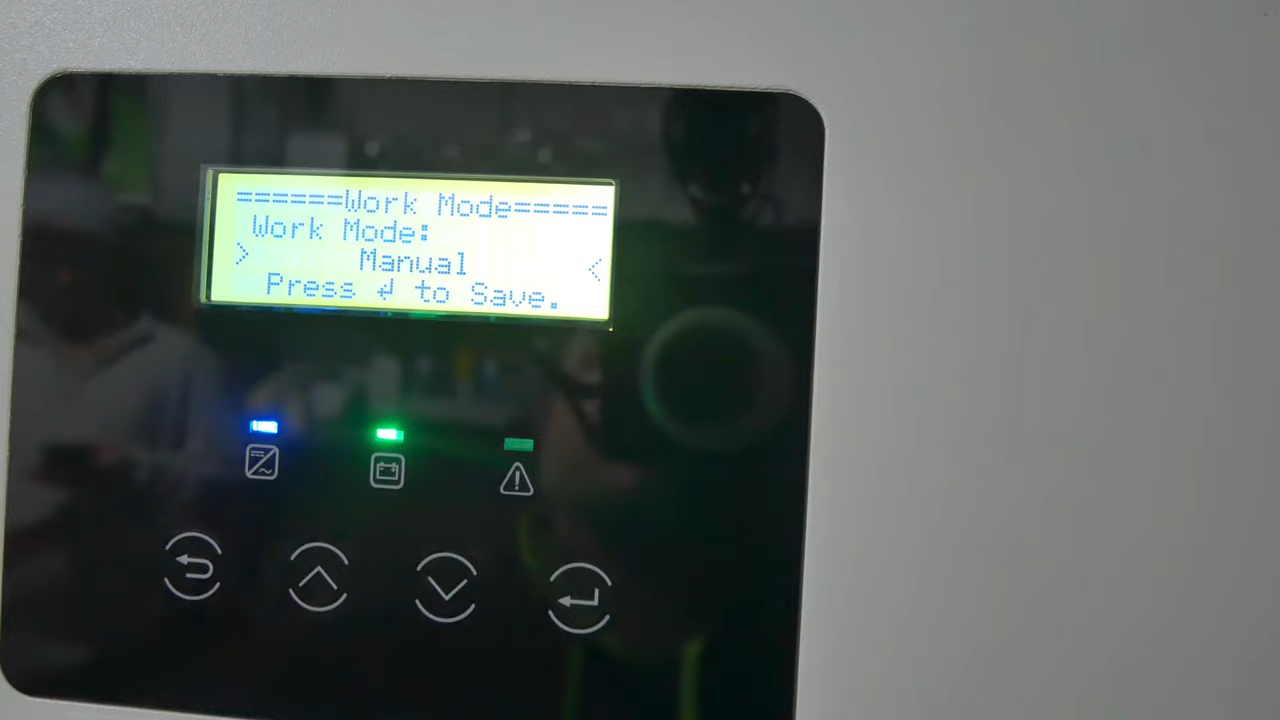 ======Work Mode=====
Work Mode:
> Manual <
Press ↲ to Save.